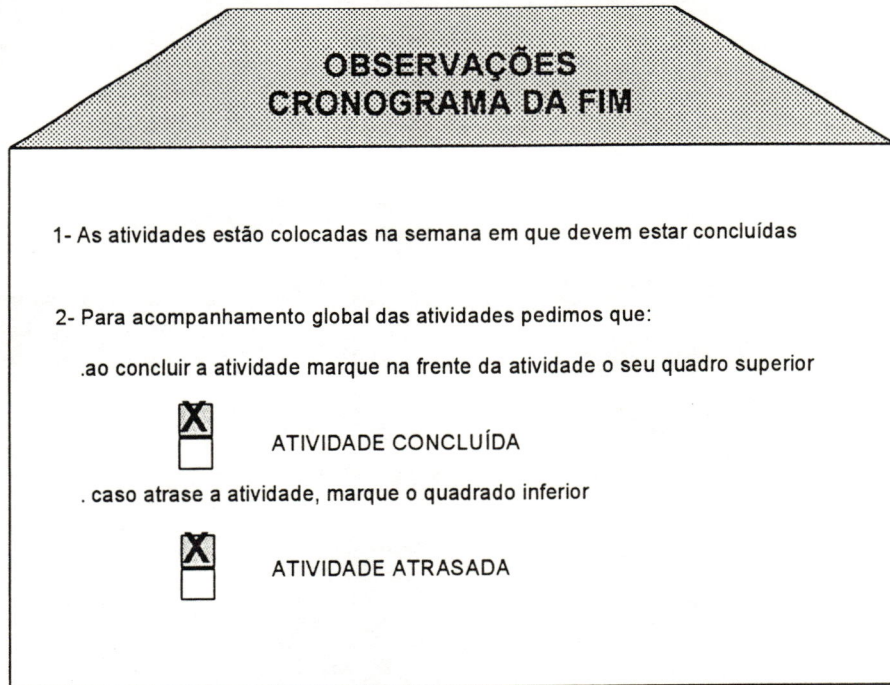 OBSERVAÇÕES
CRONOGRAMA DA FIM
1- As atividades estão colocadas na semana em que devem estar concluídas
2- Para acompanhamento global das atividades pedimos que:
.ao concluir a atividade marque na frente da atividade o seu quadro superior
X
ATIVIDADE CONCLUÍDA
. caso atrase a atividade, marque o quadrado inferior
X
ATIVIDADE ATRASADA